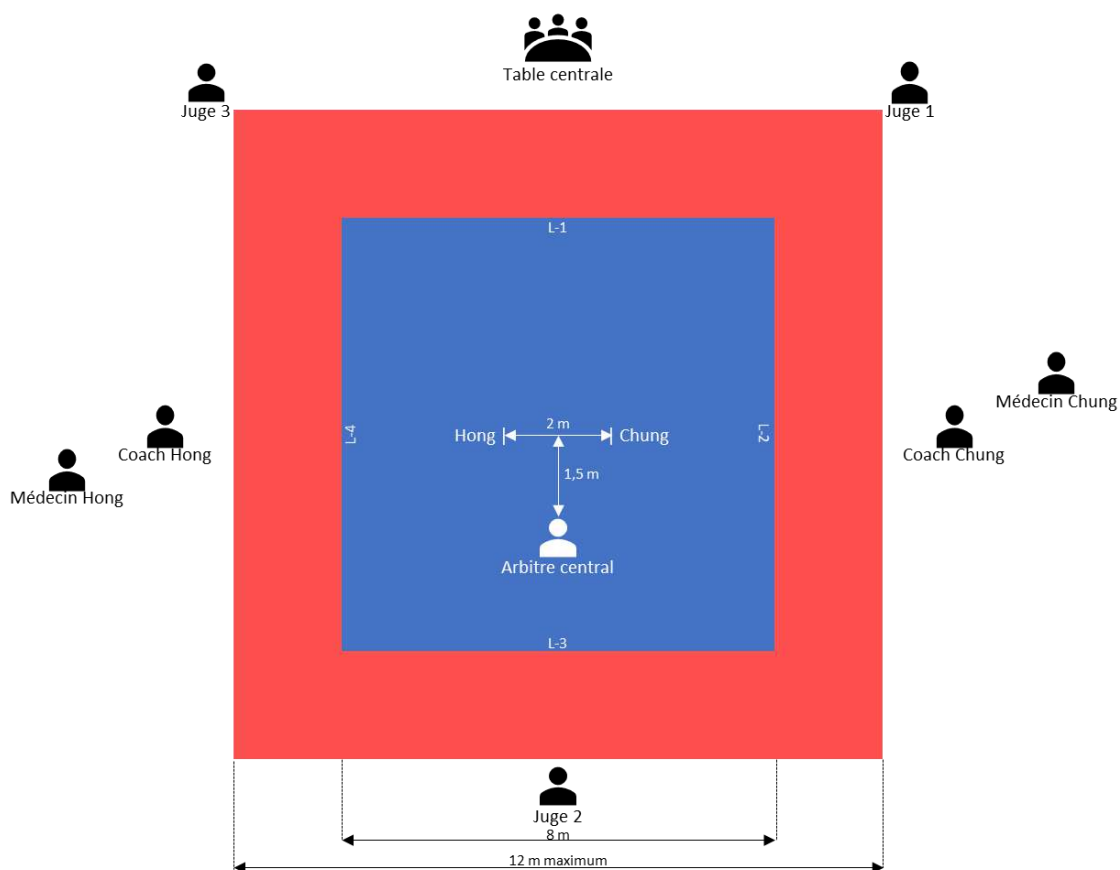 Table centrale
Juge 3
Juge 1
L-1
Médecin Chung
2 m
Hong
Chung
L-4
L-2
Coach Hong
Coach Chung
1,5 m
Médecin Hong
Arbitre central
L-3
Juge 2
8 m
12 m maximum